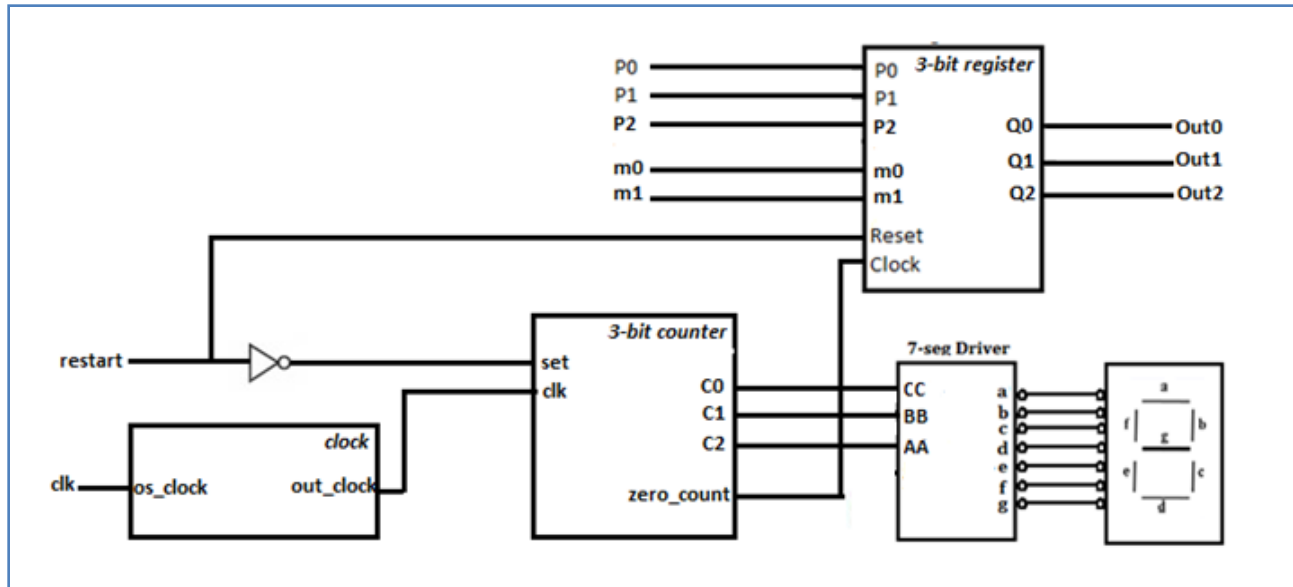 3-bit register
P0
P0
P1
P1
P2
P2
Q0
Out0
m0
m0
Q1
Out1
m1
m1
Q2
Out2
Reset
Clock
3-bit counter
restart
set
7-seg Driver
clk
C0
CC
a
a
C1
BB
b
f
b
c
g
clock
C2
AA
d
clk
os_clock
out_clock
e
e
c
zero_count
f
d
g